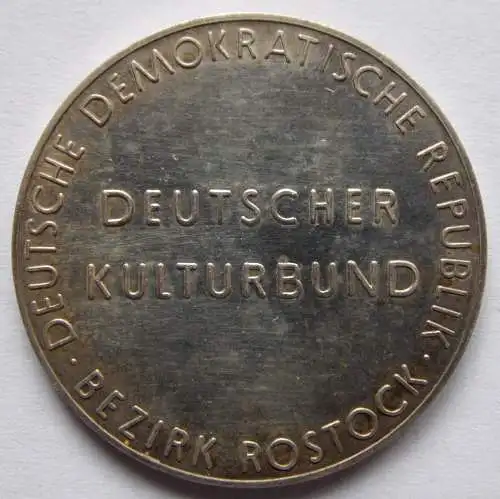 DEUTSCHE DEMOKRATISCHE REPUBLIK
DEUTSCHER
KULTURBUND
· BEZIRK ROSTOCK ·